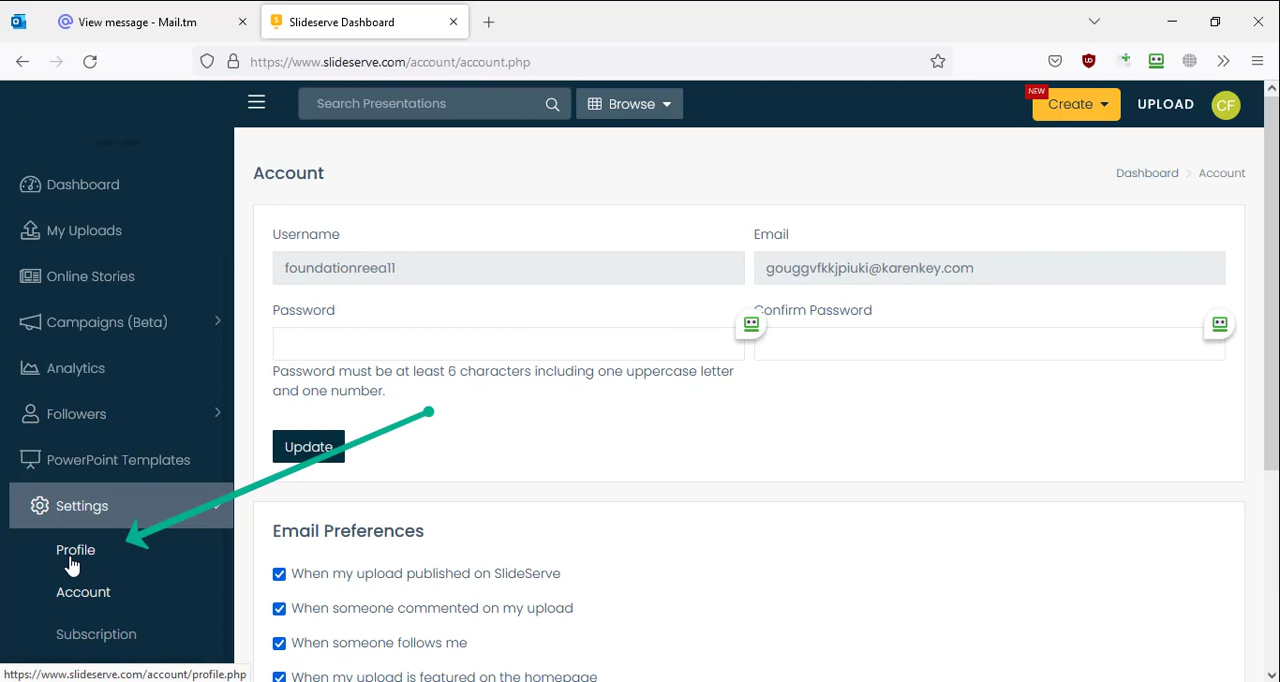 View message - Mail.tm
Slideserve Dashboard
https://www.slideserve.com/account/account.php
Search Presentations
Browse
NEW
Create
UPLOAD
CF
Dashboard
My Uploads
Online Stories
Campaigns (Beta)
Analytics
Followers
PowerPoint Templates
Settings
Profile
Account
Subscription
Account
Dashboard > Account
Username
Email
foundationreea11
gouggvfkkjpiuki@karenkey.com
Password
Confirm Password
Password must be at least 6 characters including one uppercase letter
and one number.
Update
Email Preferences
When my upload published on SlideServe
When someone commented on my upload
When someone follows me
When my upload is featured on the homepage
https://www.slideserve.com/account/profile.php